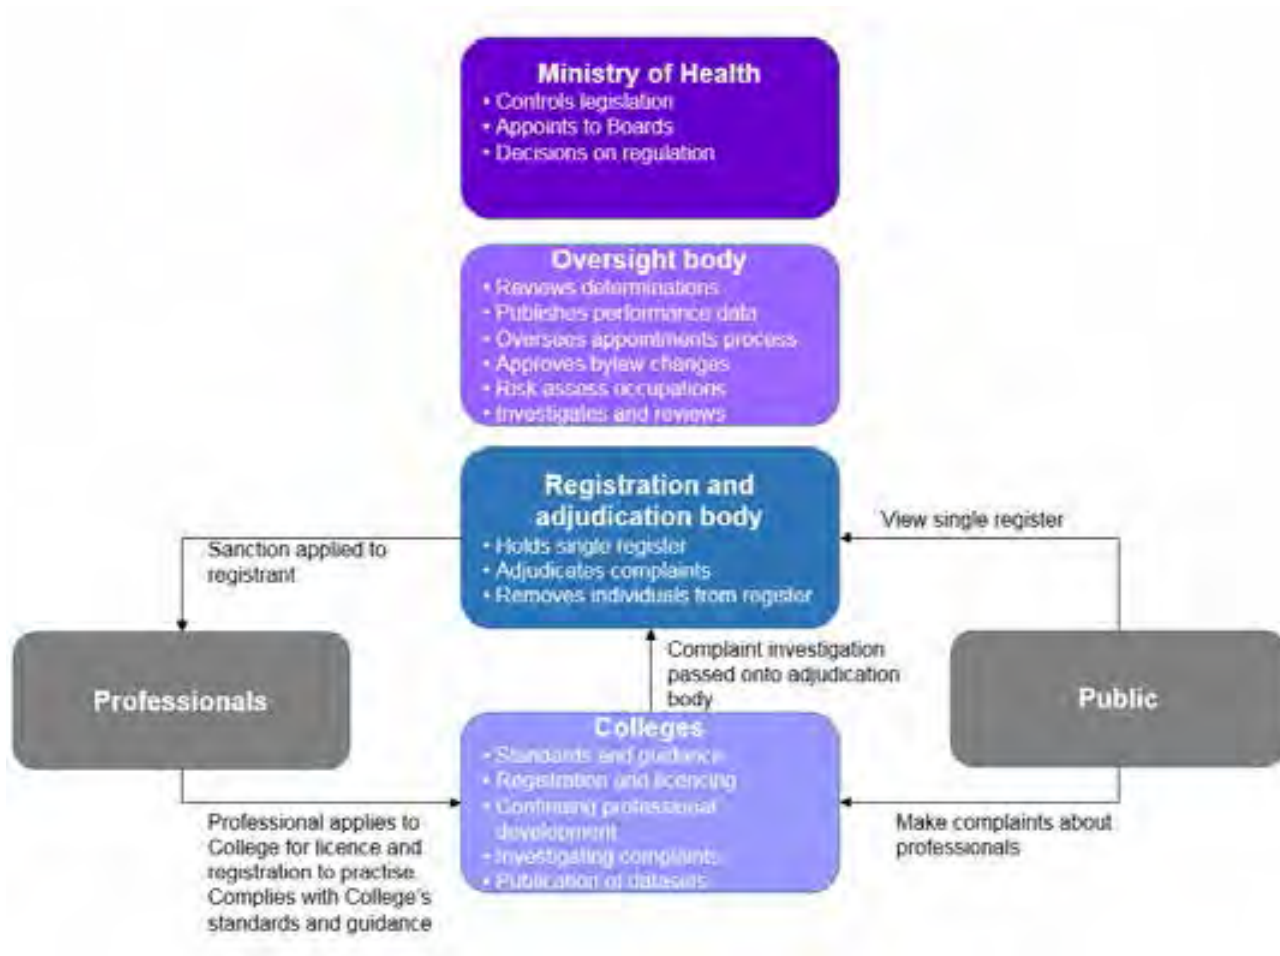 Ministry of Health
• Controls legislation
• Appoints to Boards
• Decisions on regulation
Oversight body
• Reviews determinations
• Publishes performance data
• Oversees appointments process
• Approves bylaw changes
• Risk assess occupations
• Investigates and reviews
Registration and
adjudication body
• Holds single register
• Adjudicates complaints
• Removes individuals from register
View single register
Sanction applied to
registrant
Professionals
Complaint investigation
passed onto adjudication
body
Public
Colleges
• Standards and guidance
• Registration and licencing
• Continuing professional
development
• Investigating complaints
• Publication of datasets
Professional applies to
College for licence and
registration to practise.
Complies with College's
standards and guidance
Make complaints about
professionals